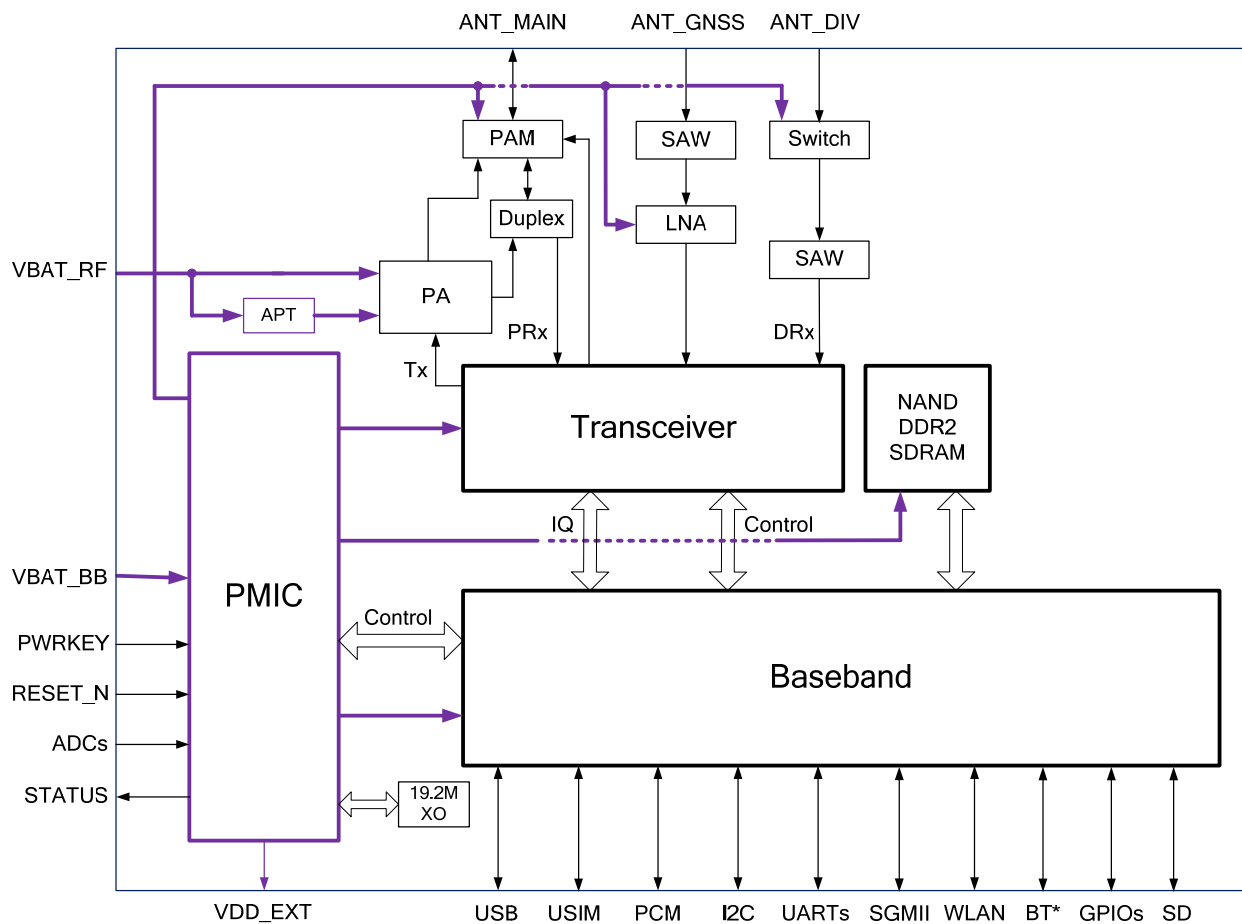 ANT_MAIN ANT_GNSS ANT_DIV
PAM
SAW
Switch
Duplex
LNA
VBAT_RF
SAW
PA
APT
PRx
DRx
Tx
Transceiver
NAND
DDR2
SDRAM
IQ
Control
VBAT_BB
PMIC
Control
PWRKEY
Baseband
RESET_N
ADCs
STATUS
19.2M
XO
VDD_EXT
USB USIM PCM I2C UARTs SGMII WLAN BT* GPIOs SD